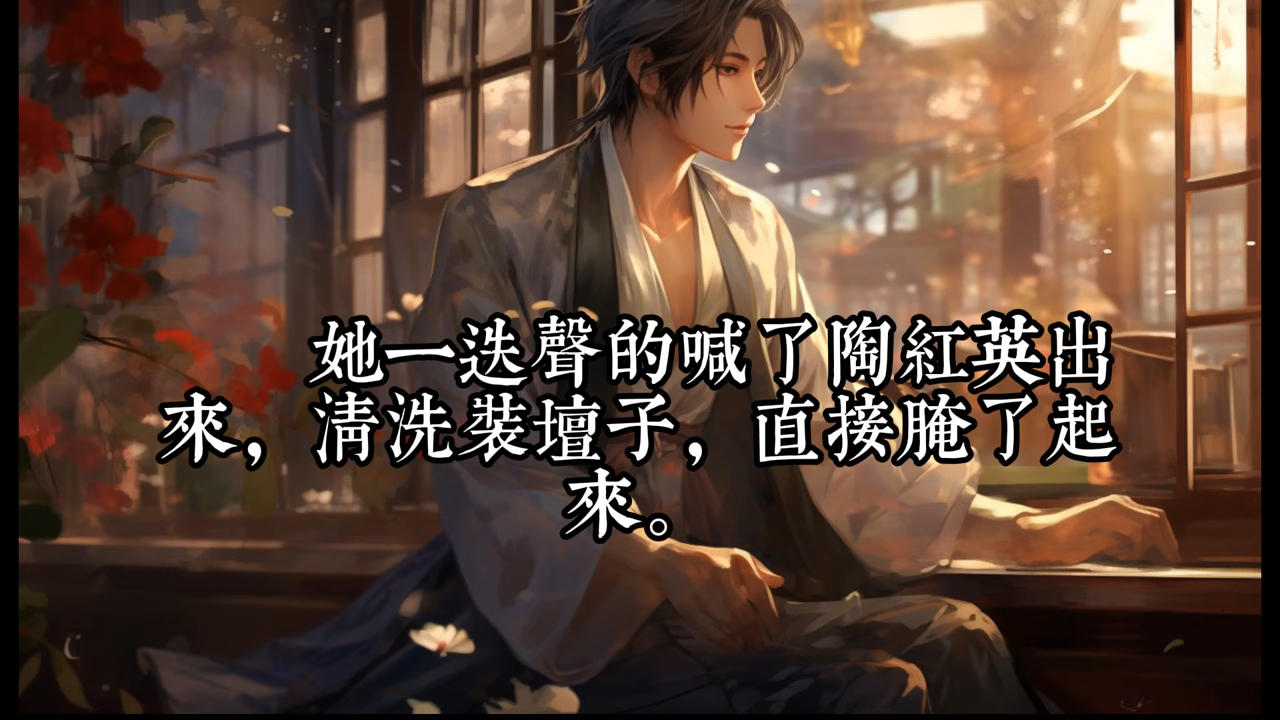 她一迭聲的喊了陶紅英出
來，清洗裝壇子，直接腌了起
來。